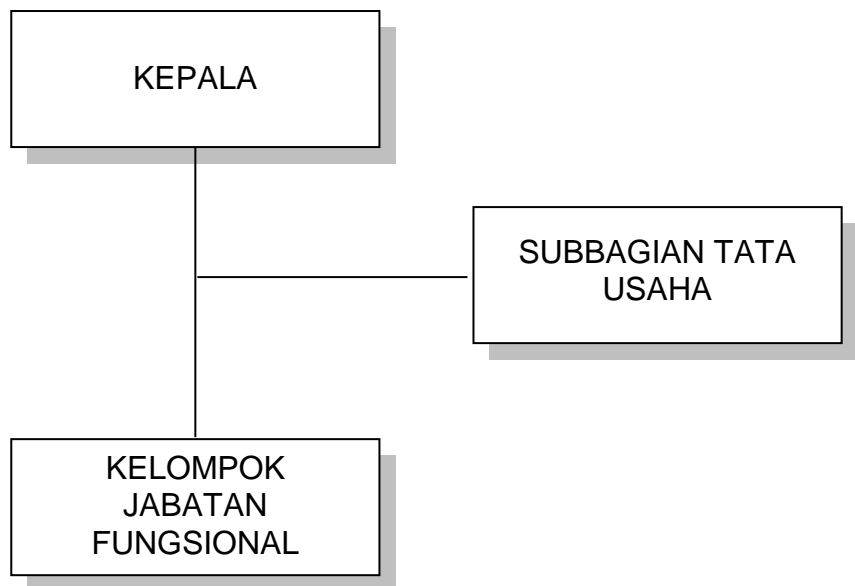 KEPALA
SUBBAGIAN TATA
USAHA
KELOMPOK
JABATAN
FUNGSIONAL